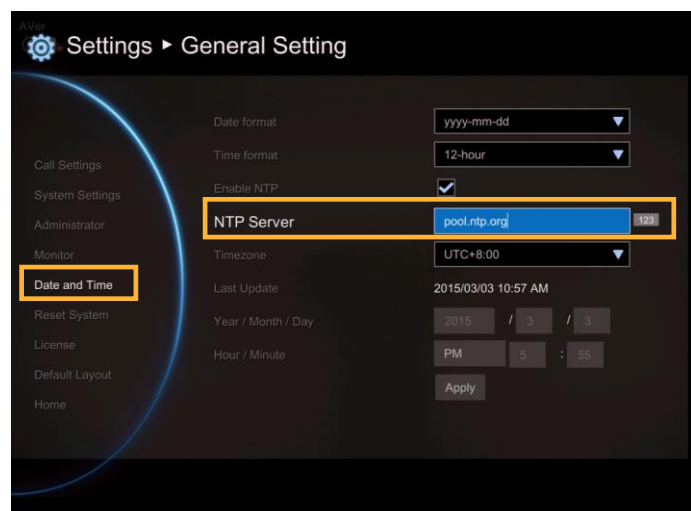 AVer
Settings ▸ General Setting
Date format yyyy-mm-dd
Time format 12-hour
Enable NTP
NTP Server pool.ntp.org 123
Timezone UTC+8:00
Last Update 2015/03/03 10:57 AM
Year / Month / Day 2015 / 3 / 3
Hour / Minute PM 5 : 55
Apply
Call Settings
System Settings
Administrator
Monitor
Date and Time
Reset System
License
Default Layout
Home